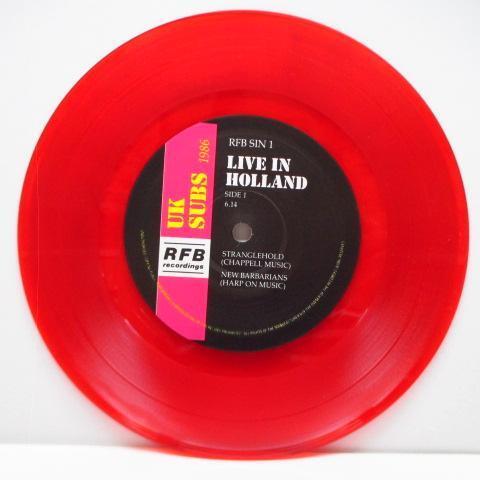 RFB SIN 1
LIVE IN
HOLLAND
SIDE 1
6.14
STRANGLEHOLD
(CHAPPELL MUSIC)
NEW BARBARIANS
(HARP ON MUSIC)
UK
SUBS 1986
RFB
recordings